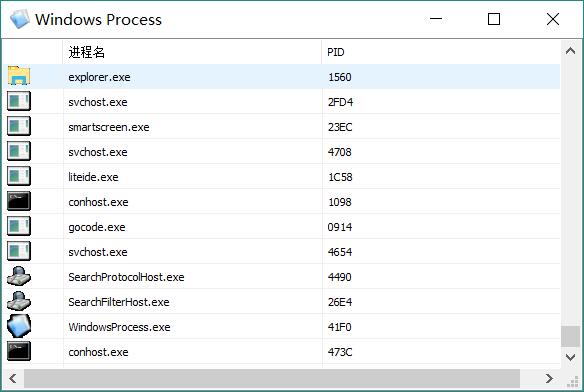 Windows Process
进程名 PID
explorer.exe 1560
svchost.exe 2FD4
smartscreen.exe 23EC
svchost.exe 4708
liteide.exe 1C58
conhost.exe 1098
gocode.exe 0914
svchost.exe 4654
SearchProtocolHost.exe 4490
SearchFilterHost.exe 26E4
WindowsProcess.exe 41F0
conhost.exe 473C